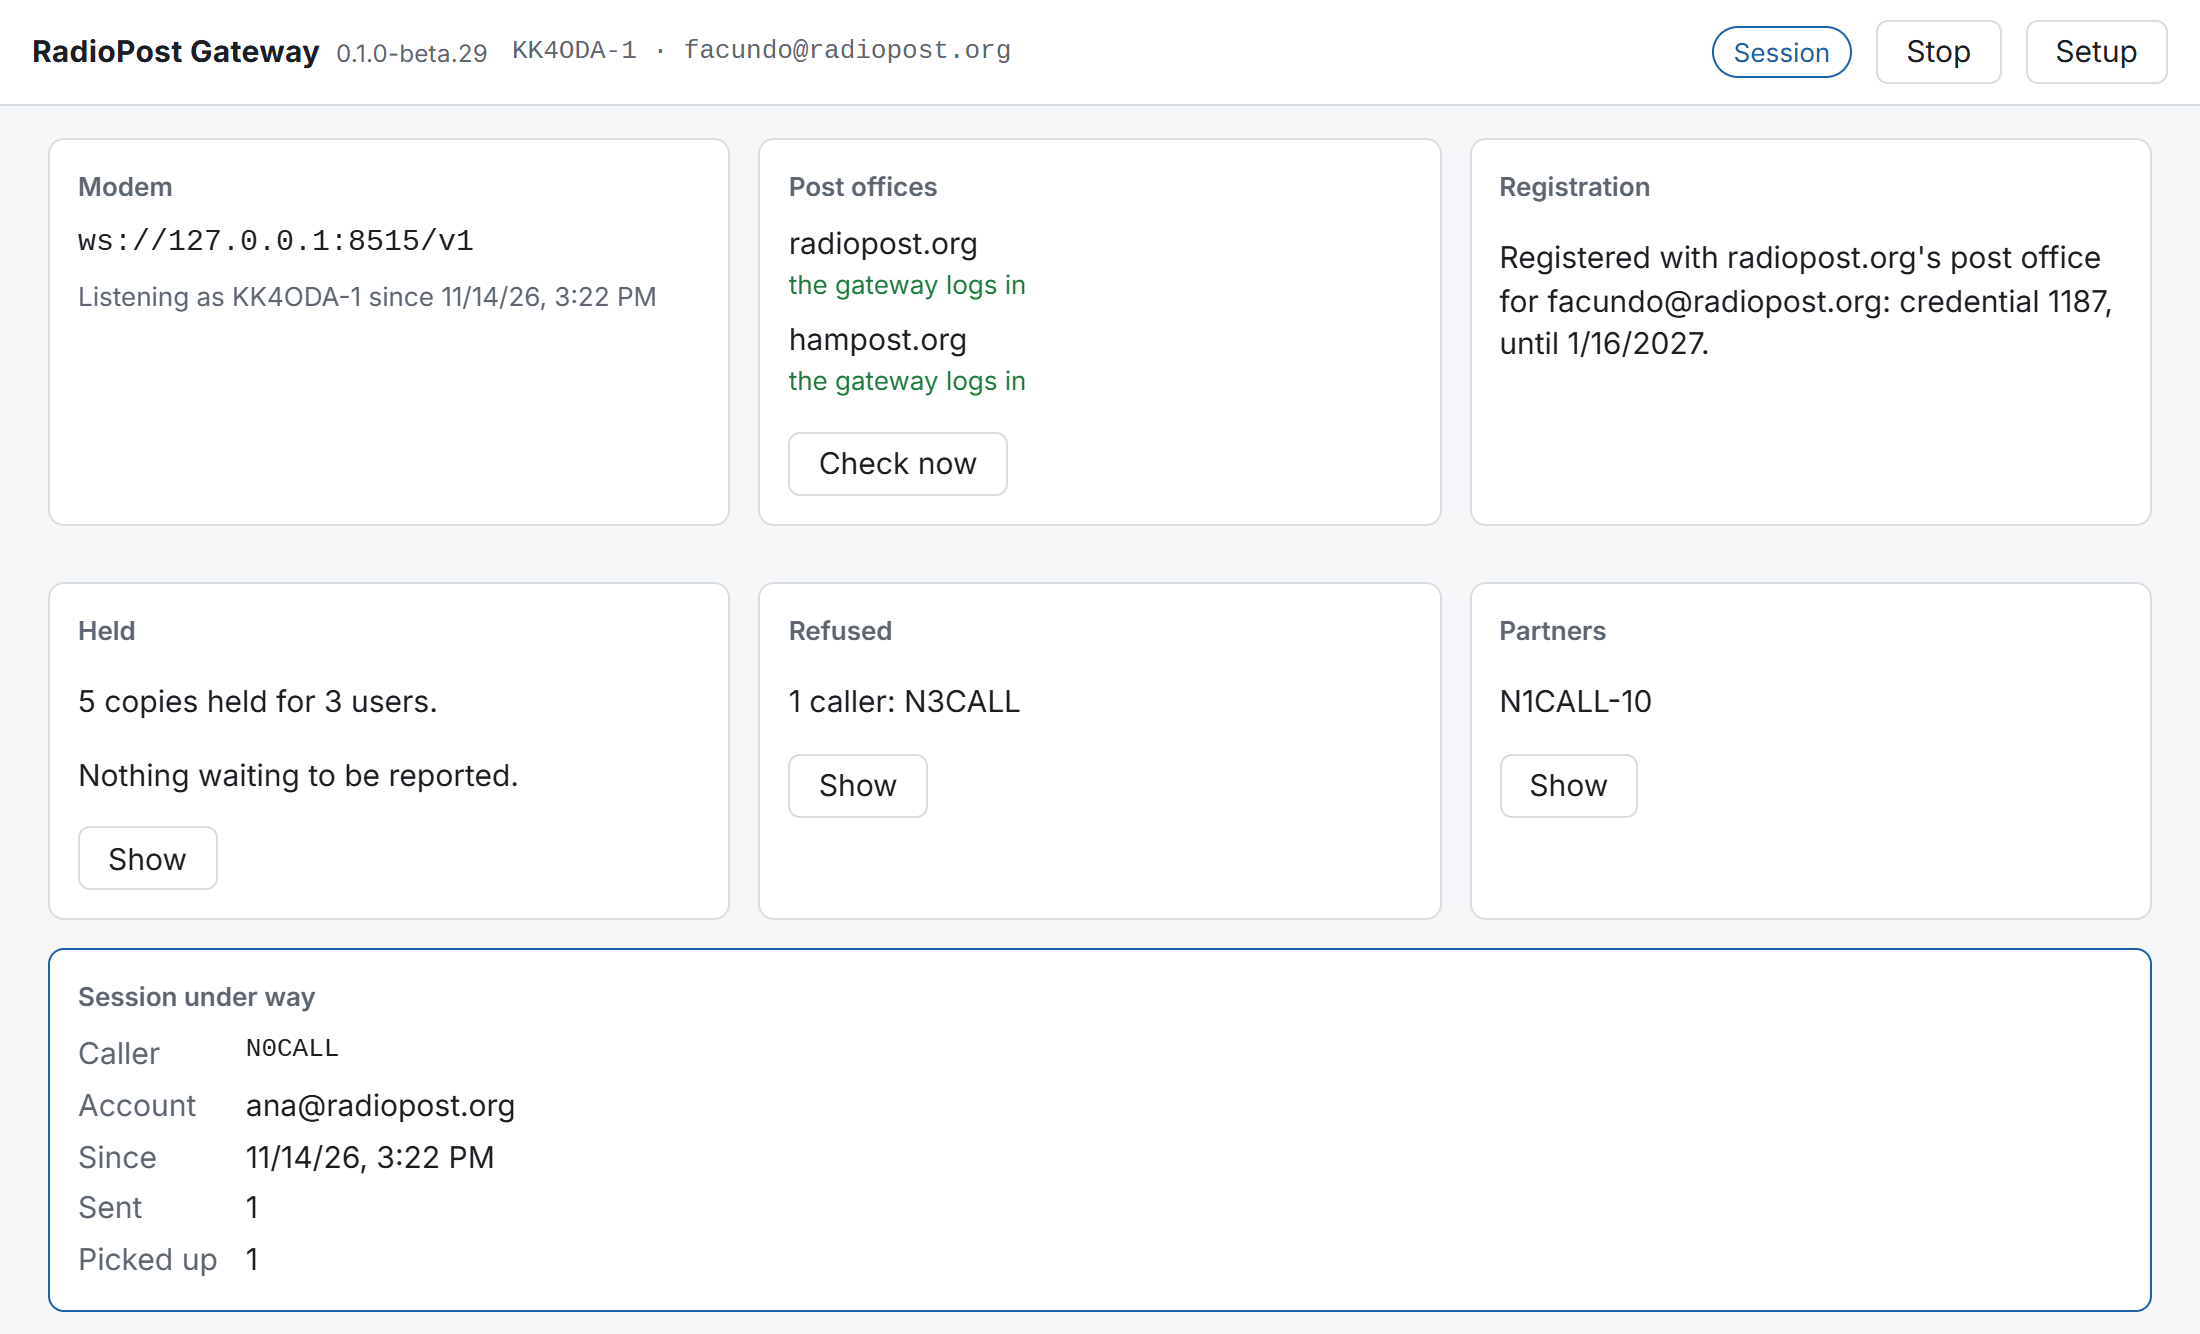 RadioPost Gateway 0.1.0-beta.29 KK4ODA-1 · facundo@radiopost.org Session Stop Setup
Modem
ws://127.0.0.1:8515/v1
Listening as KK4ODA-1 since 11/14/26, 3:22 PM
Post offices
radiopost.org
the gateway logs in
hampost.org
the gateway logs in
Check now
Registration
Registered with radiopost.org's post office
for facundo@radiopost.org: credential 1187,
until 1/16/2027.
Held
5 copies held for 3 users.
Nothing waiting to be reported.
Show
Refused
1 caller: N3CALL
Show
Partners
N1CALL-10
Show
Session under way
Caller N0CALL
Account ana@radiopost.org
Since 11/14/26, 3:22 PM
Sent 1
Picked up 1